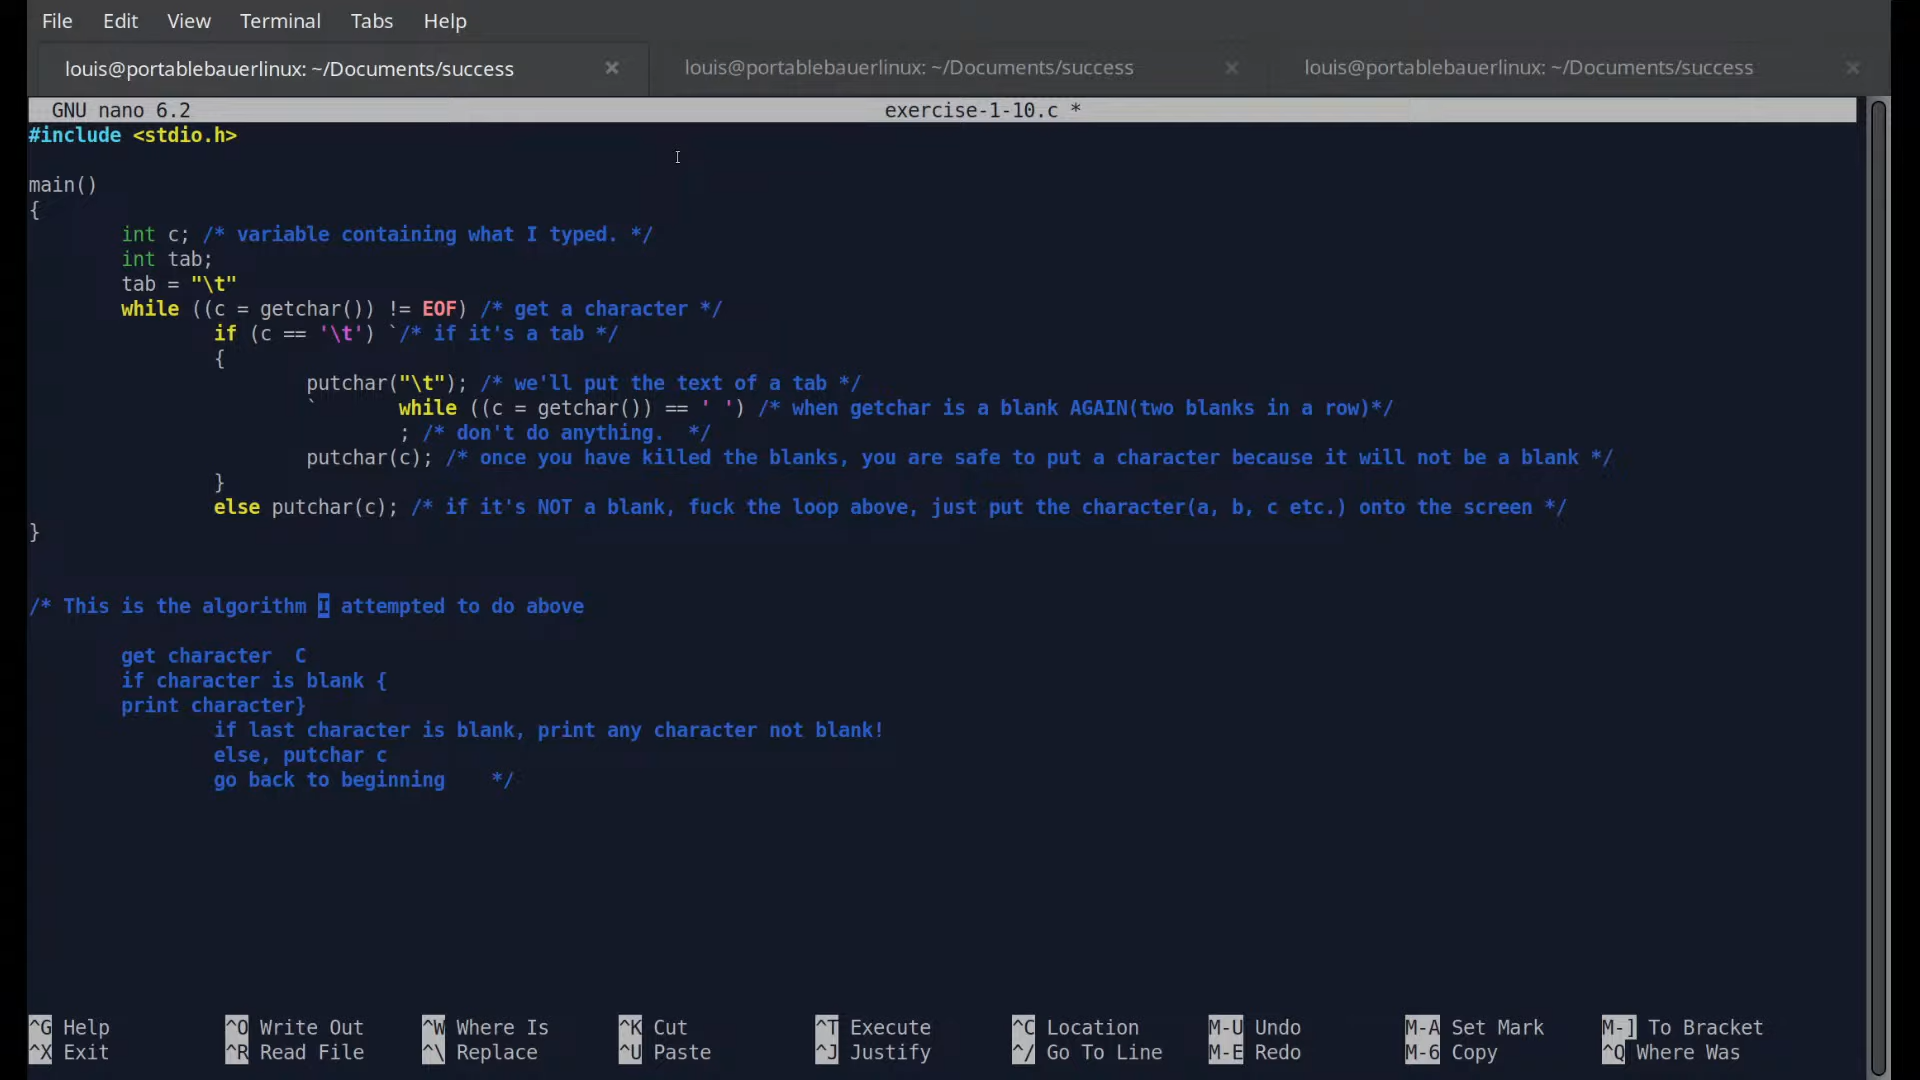 File Edit View Terminal Tabs Help
louis@portablebauerlinux: ~/Documents/success × louis@portablebauerlinux: ~/Documents/success × louis@portablebauerlinux: ~/Documents/success ×
GNU nano 6.2 exercise-1-10.c *
#include <stdio.h>
main()
{
int c; /* variable containing what I typed. */
int tab;
tab = "\t"
while ((c = getchar()) != EOF) /* get a character */
if (c == '\t') `/* if it's a tab */
{
putchar("\t"); /* we'll put the text of a tab */
` while ((c = getchar()) == ' ') /* when getchar is a blank AGAIN(two blanks in a row)*/
; /* don't do anything.  */
putchar(c); /* once you have killed the blanks, you are safe to put a character because it will not be a blank */
}
else putchar(c); /* if it's NOT a blank, fuck the loop above, just put the character(a, b, c etc.) onto the screen */
}
/* This is the algorithm I attempted to do above
get character  C
if character is blank {
print character}
if last character is blank, print any character not blank!
else, putchar c
go back to beginning    */
^G Help ^O Write Out ^W Where Is ^K Cut ^T Execute ^C Location M-U Undo M-A Set Mark M-] To Bracket
^X Exit ^R Read File ^\ Replace ^U Paste ^J Justify ^/ Go To Line M-E Redo M-6 Copy ^Q Where Was